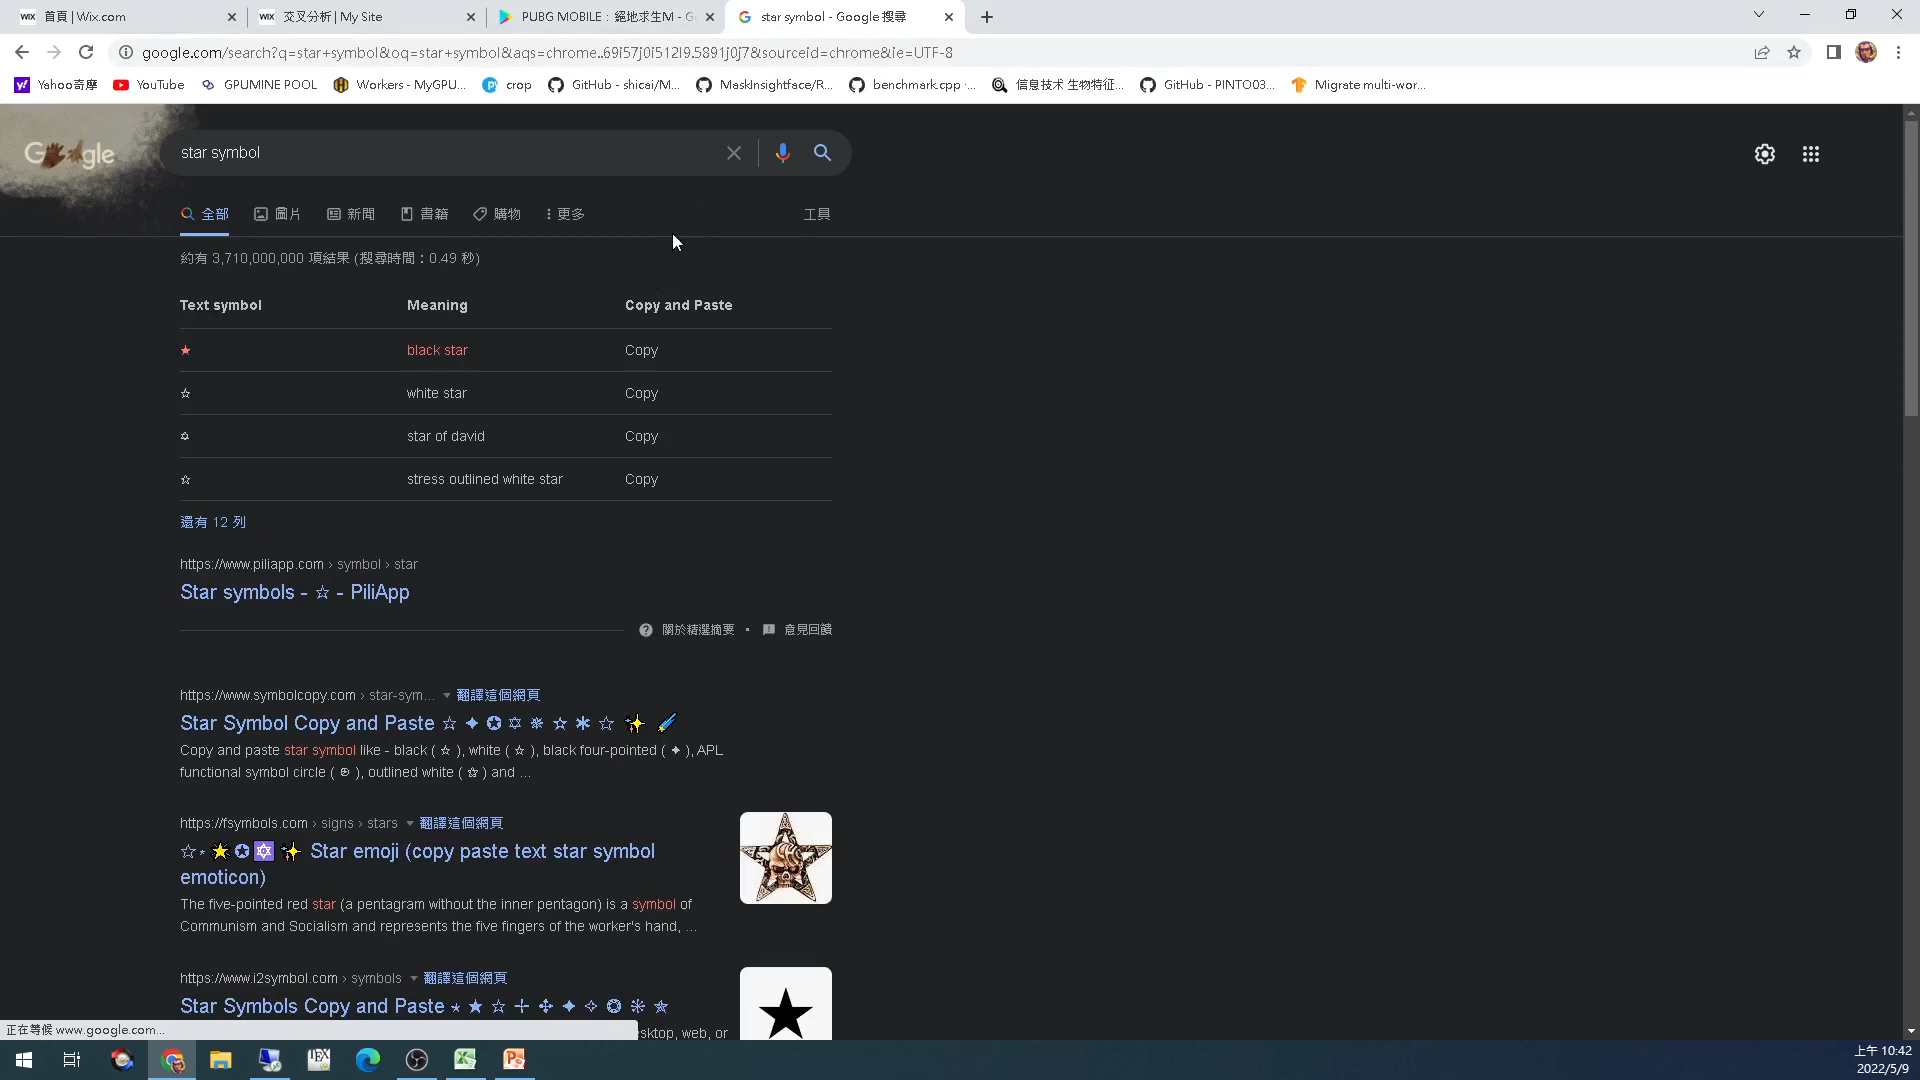 WIX 首頁 | Wix.com
WIX 交叉分析 | My Site
PUBG MOBILE：絕地求生M - G
star symbol - Google 搜尋
google.com/search?q=star+symbol&oq=star+symbol&aqs=chrome..69i57j0i512l9.5891j0j7&sourceid=chrome&ie=UTF-8
Yahoo奇摩 YouTube GPUMINE POOL Workers - MyGPU... crop GitHub - shicai/M... MaskInsightface/R... benchmark.cpp ·... 信息技术 生物特征... GitHub - PINTO03... Migrate multi-wor...
Google
star symbol
全部 圖片 新聞 書籍 購物 更多 工具
約有 3,710,000,000 項結果 (搜尋時間：0.49 秒)
Text symbol Meaning Copy and Paste
★ black star Copy
☆ white star Copy
✡ star of david Copy
☆ stress outlined white star Copy
還有 12 列
https://www.piliapp.com › symbol › star
Star symbols - ☆ - PiliApp
關於精選摘要 • 意見回饋
https://www.symbolcopy.com › star-sym... 翻譯這個網頁
Star Symbol Copy and Paste ☆ ✦ ✪ ✡ ⎈ ☆ ✱ ☆ ✨ ☄
Copy and paste star symbol like - black ( ☆ ), white ( ☆ ), black four-pointed ( ✦ ), APL
functional symbol circle ( ⍟ ), outlined white ( ⚝ ) and ...
https://fsymbols.com › signs › stars 翻譯這個網頁
☆⋆🌟✪🔯✨ Star emoji (copy paste text star symbol
emoticon)
The five-pointed red star (a pentagram without the inner pentagon) is a symbol of
Communism and Socialism and represents the five fingers of the worker's hand, ...
https://www.i2symbol.com › symbols 翻譯這個網頁
Star Symbols Copy and Paste ⋆ ★ ☆ ✢ ✣ ✦ ✧ ❂ ❊ ✯
正在等候 www.google.com...
sktop, web, or
TEX
上午 10:42
2022/5/9